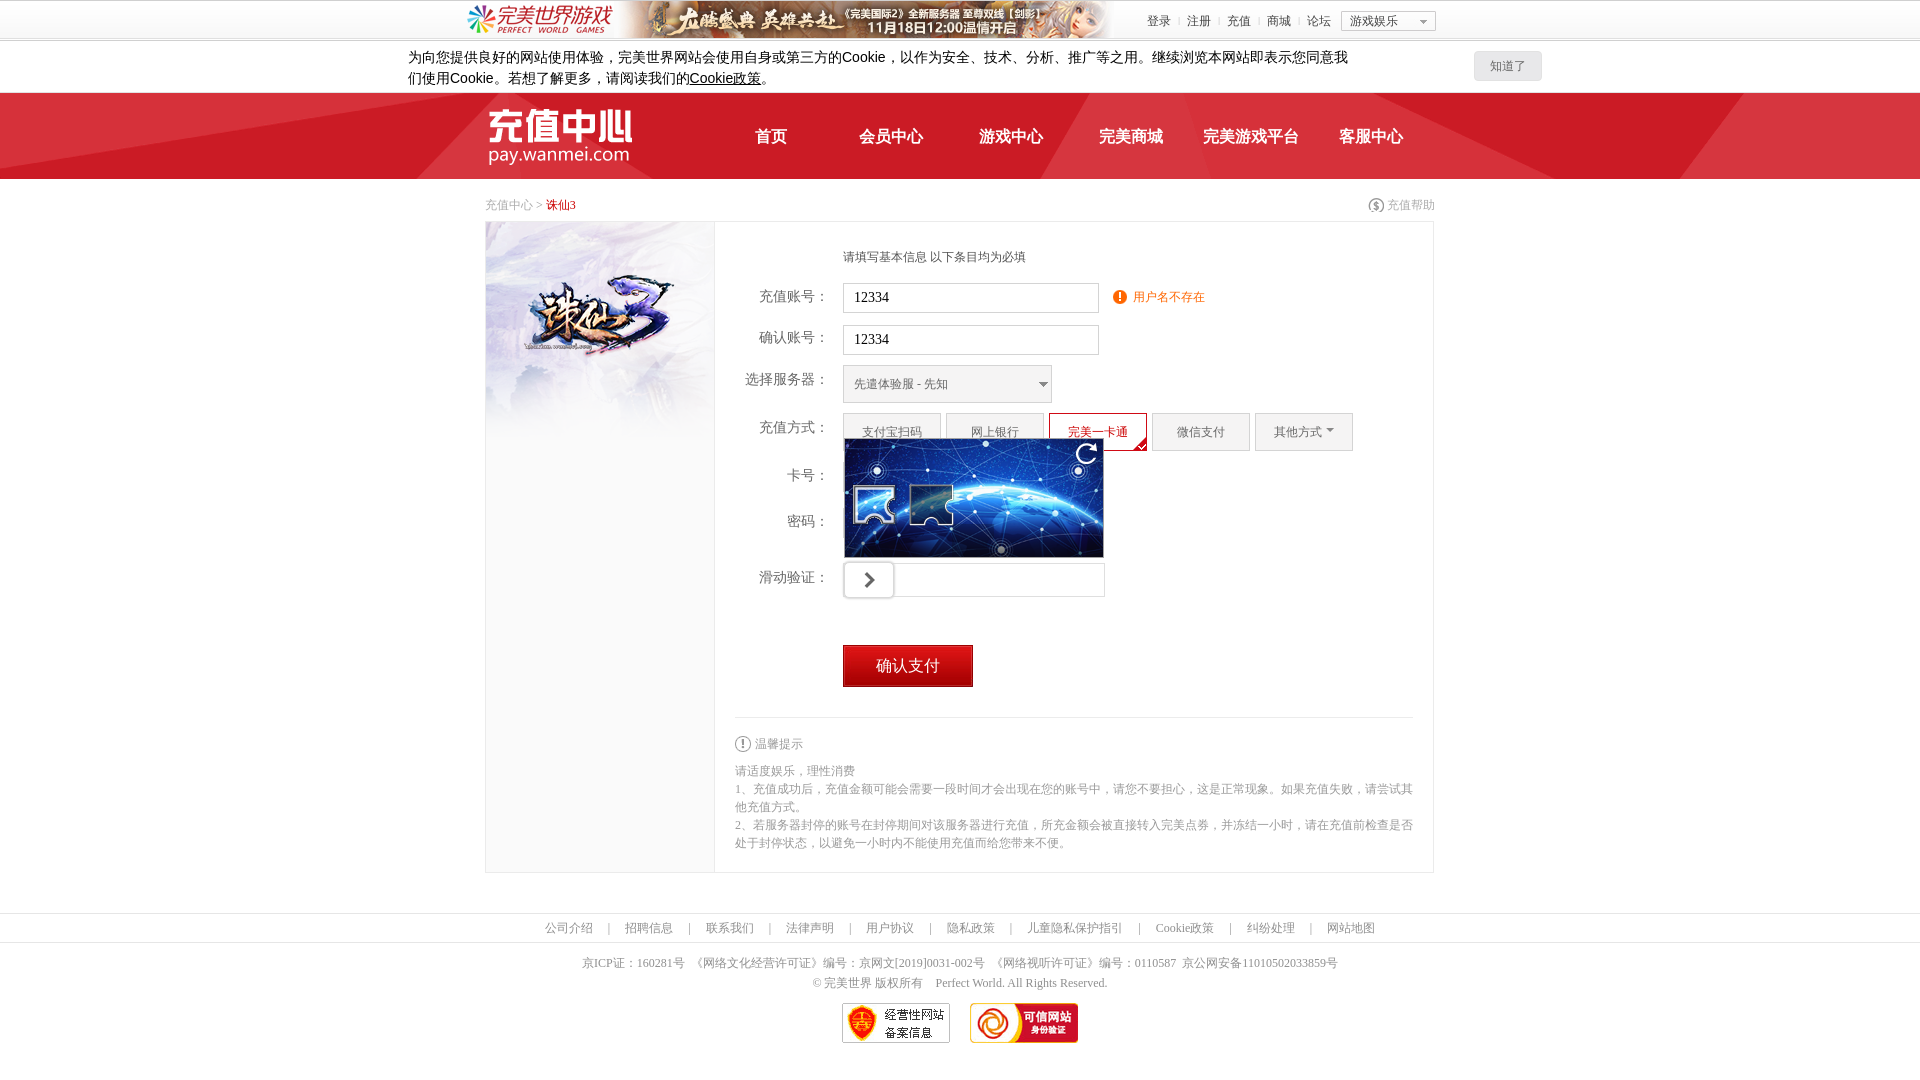 完美世界游戏
PERFECT WORLD GAMES
龙腾盛典 英雄共赴
《完美国际2》全新服务器 至尊双线【剑影】
11月18日12:00温情开启
登录 注册 充值 商城 论坛 游戏娱乐
为向您提供良好的网站使用体验，完美世界网站会使用自身或第三方的Cookie，以作为安全、技术、分析、推广等之用。继续浏览本网站即表示您同意我
们使用Cookie。若想了解更多，请阅读我们的Cookie政策。
知道了
充值中心
pay.wanmei.com
首页 会员中心 游戏中心 完美商城 完美游戏平台 客服中心
充值中心 > 诛仙3
充值帮助
诛仙3
请填写基本信息 以下条目均为必填
充值账号： 12334 用户名不存在
确认账号： 12334
选择服务器： 先遣体验服 - 先知
充值方式： 支付宝扫码 网上银行 完美一卡通 微信支付 其他方式
卡号：
密码：
滑动验证：
确认支付
温馨提示
请适度娱乐，理性消费
1、充值成功后，充值金额可能会需要一段时间才会出现在您的账号中，请您不要担心，这是正常现象。如果充值失败，请尝试其
他充值方式。
2、若服务器封停的账号在封停期间对该服务器进行充值，所充金额会被直接转入完美点券，并冻结一小时，请在充值前检查是否
处于封停状态，以避免一小时内不能使用充值而给您带来不便。
公司介绍 | 招聘信息 | 联系我们 | 法律声明 | 用户协议 | 隐私政策 | 儿童隐私保护指引 | Cookie政策 | 纠纷处理 | 网站地图
京ICP证：160281号 《网络文化经营许可证》编号：京网文[2019]0031-002号 《网络视听许可证》编号：0110587 京公网安备11010502033859号
© 完美世界 版权所有 Perfect World. All Rights Reserved.
经营性网站
备案信息
可信网站
身份验证